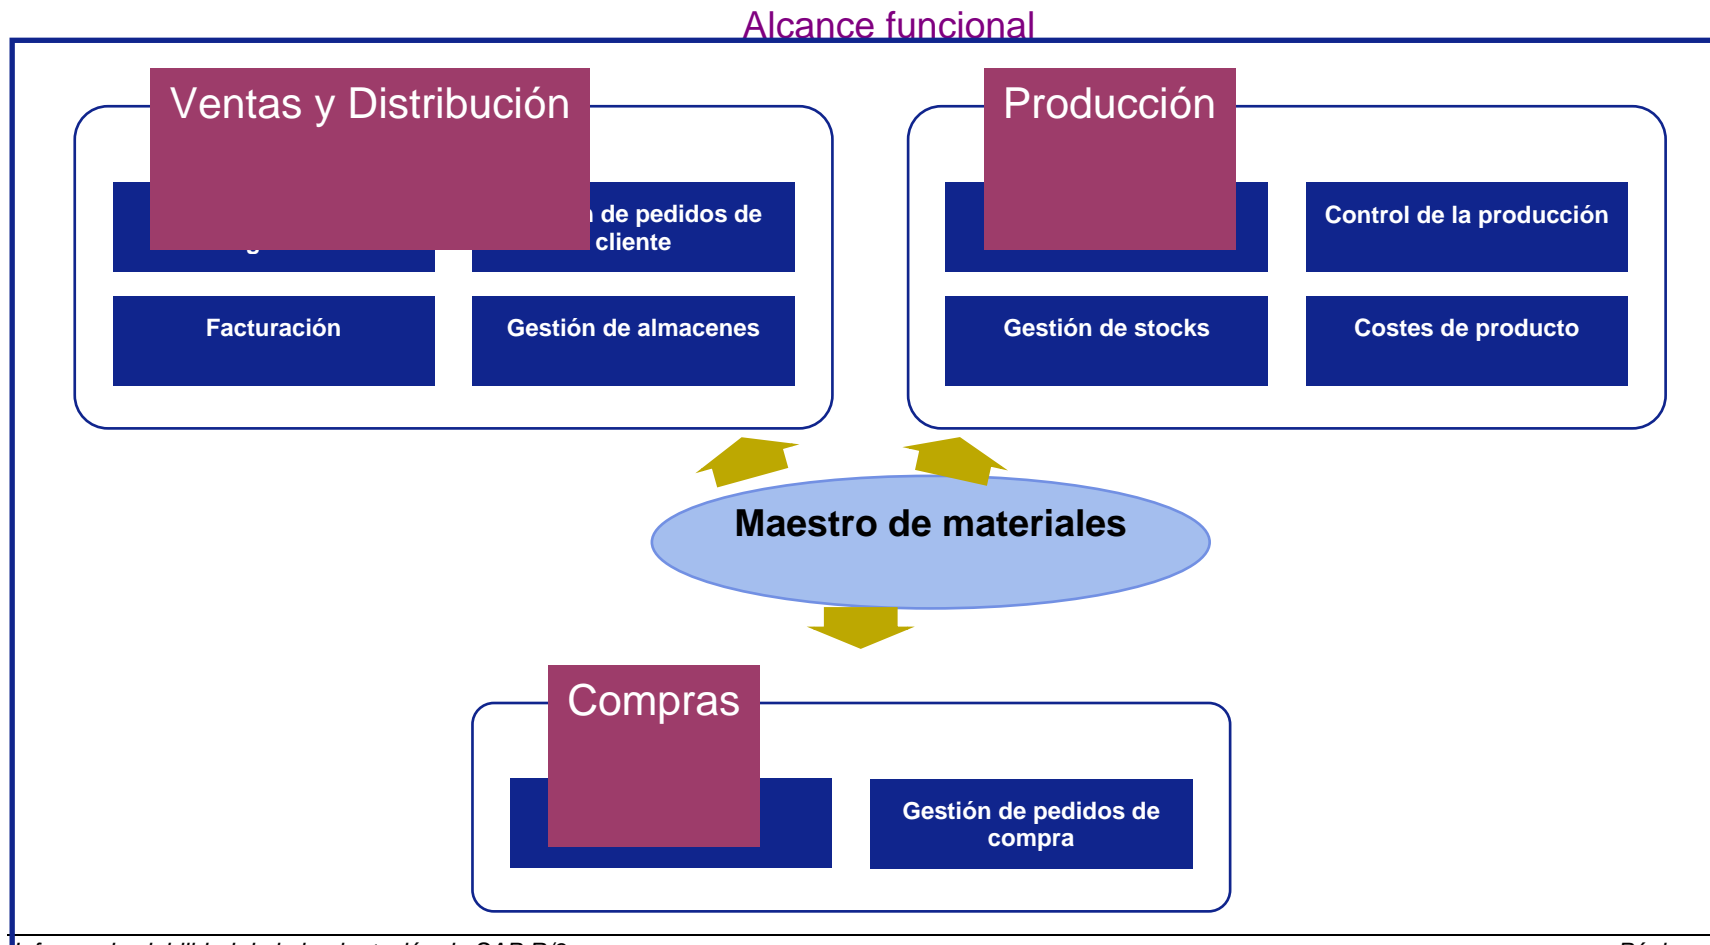 Alcance funcional
Ventas y Distribución
Producción
de pedidos de
cliente
Control de la producción
Facturación
Gestión de almacenes
Gestión de stocks
Costes de producto
Maestro de materiales
Compras
Gestión de pedidos de
compra